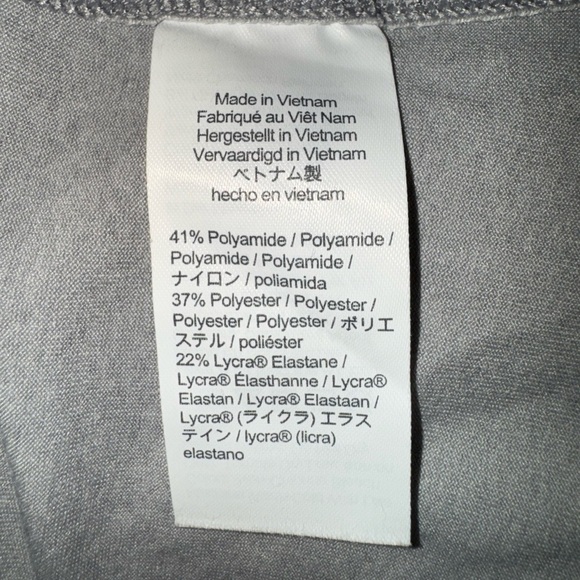 Made in Vietnam
Fabriqué au Viêt Nam
Hergestellt in Vietnam
Vervaardigd in Vietnam
ベトナム製
hecho en vietnam
41% Polyamide / Polyamide /
Polyamide / Polyamide /
ナイロン / poliamida
37% Polyester / Polyester /
Polyester / Polyester / ポリエ
ステル / poliéster
22% Lycra® Elastane /
Lycra® Élasthanne / Lycra®
Elastan / Lycra® Elastaan /
Lycra® (ライクラ) エラス
テイン / lycra® (licra)
elastano